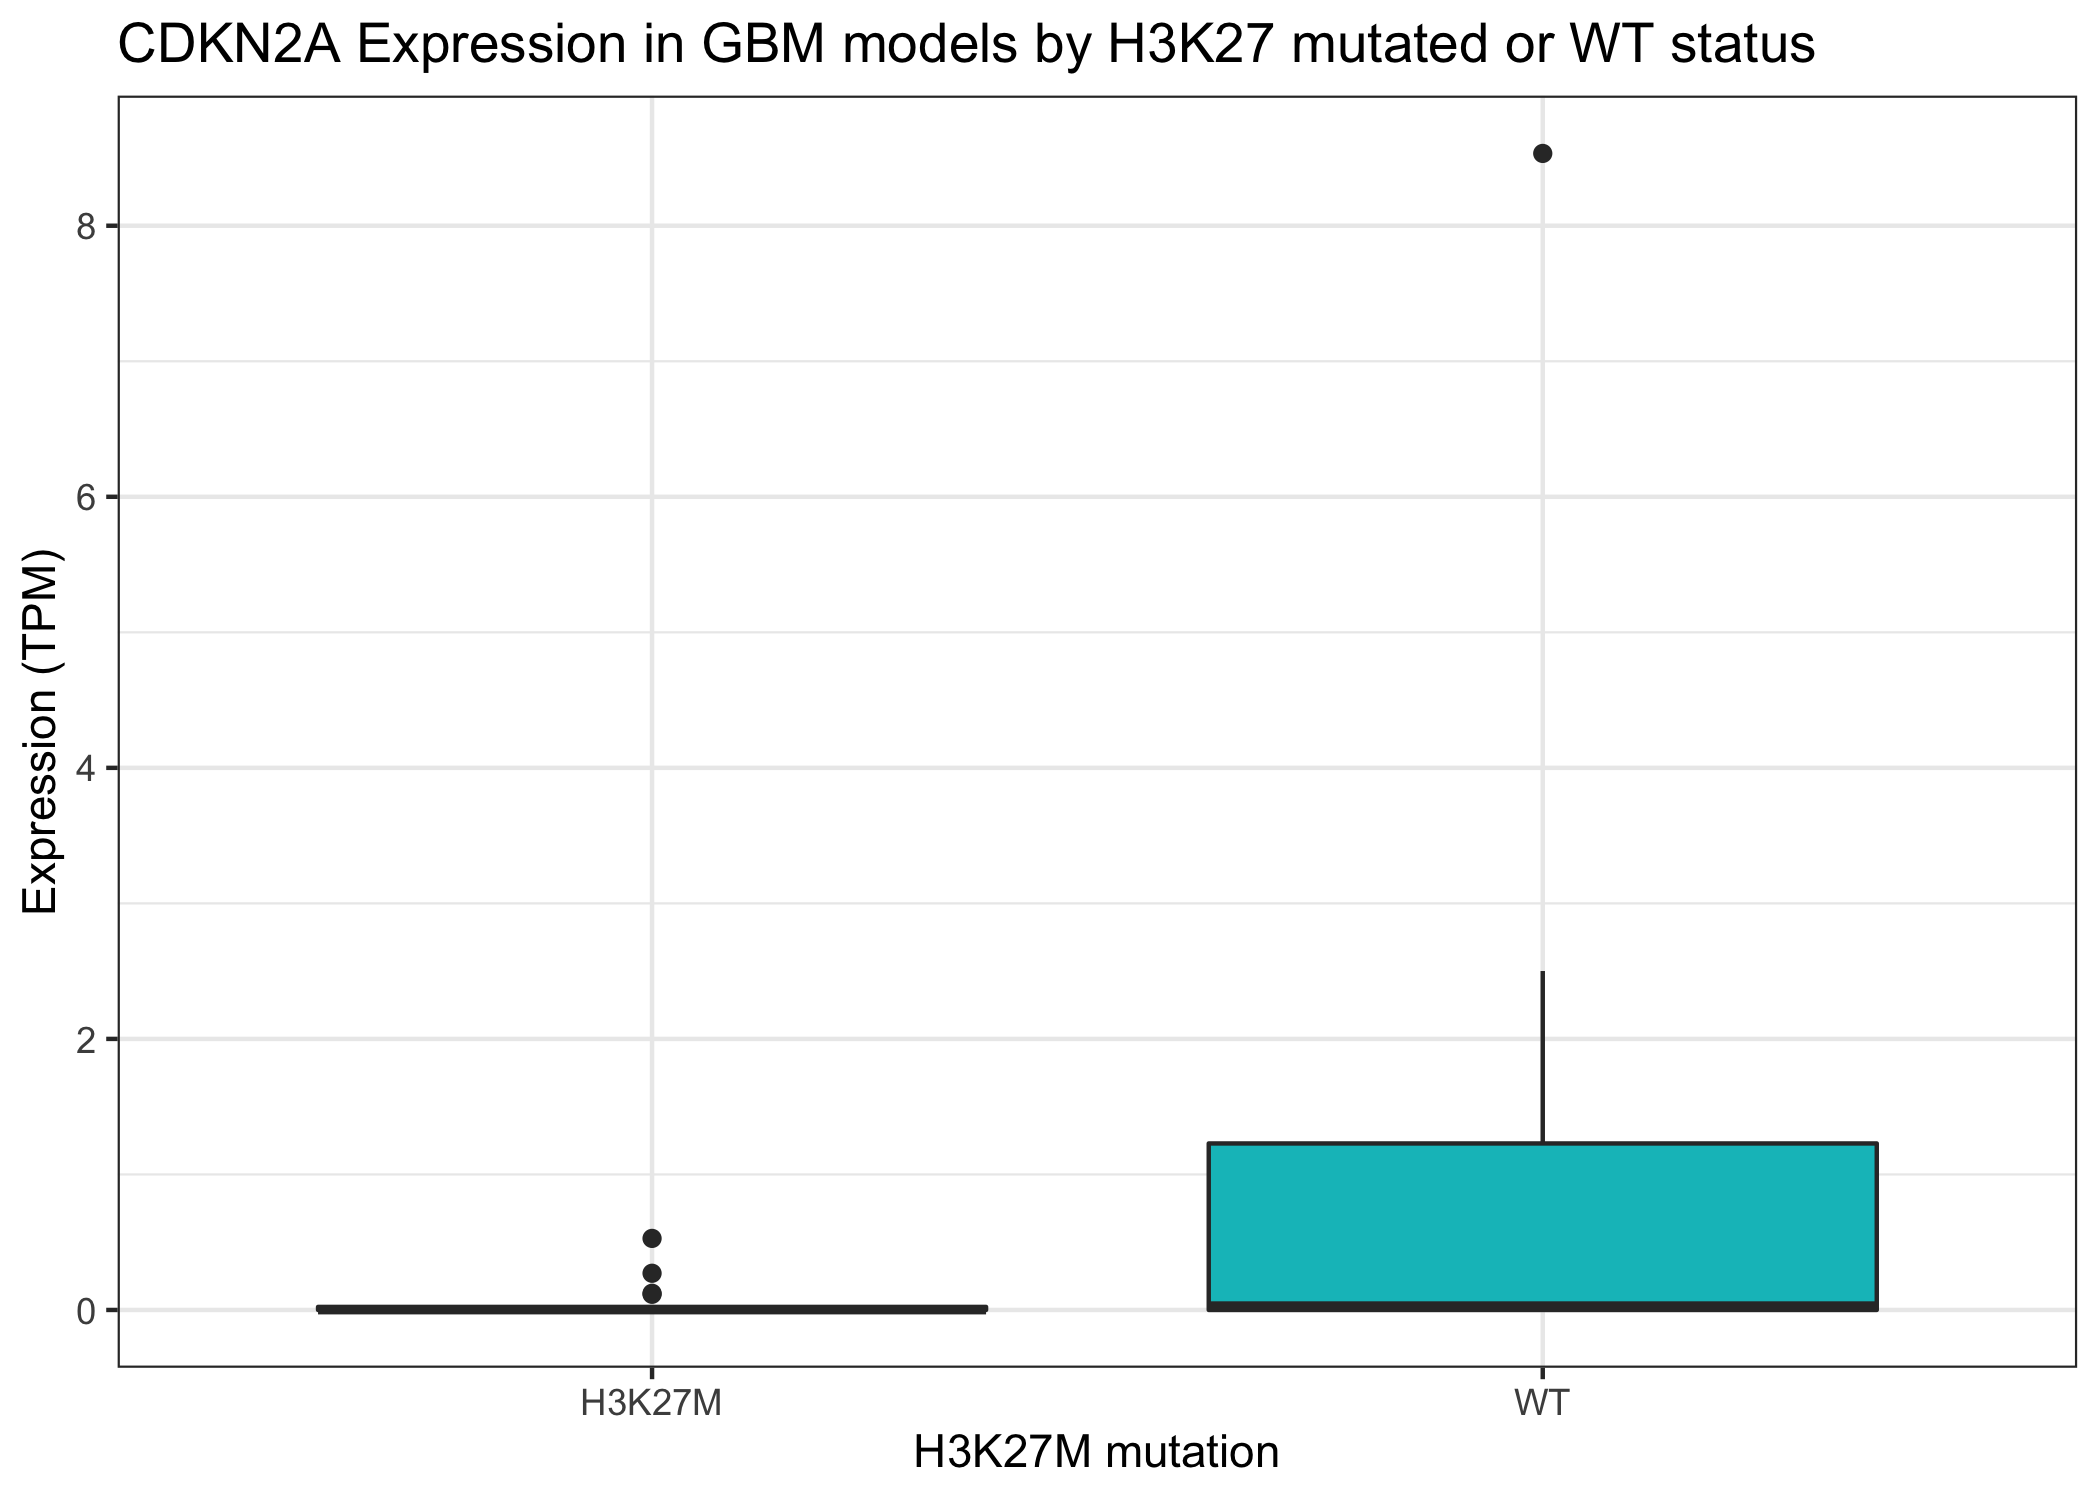 CDKN2A Expression in GBM models by H3K27 mutated or WT status
8
6
4
2
0
Expression (TPM)
H3K27M
WT
H3K27M mutation